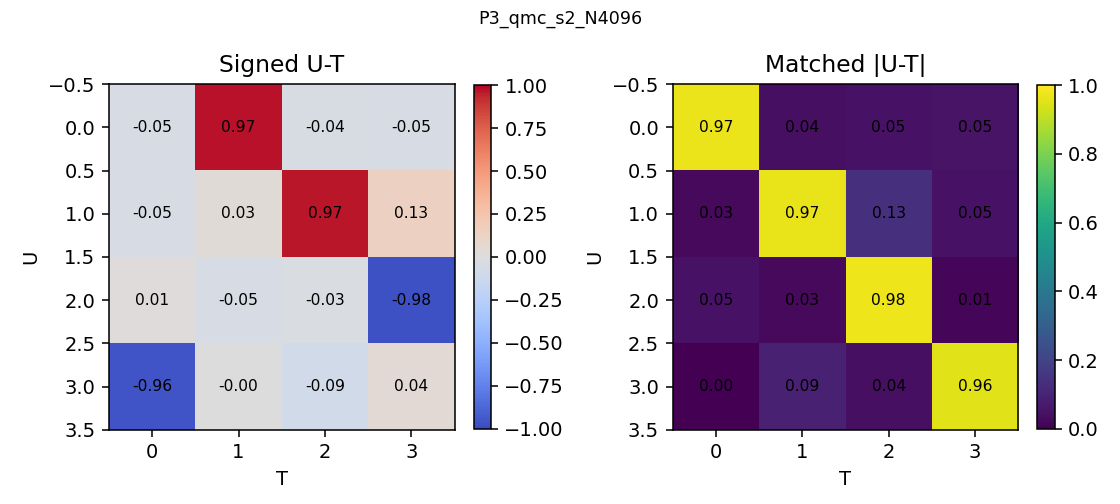 P3_qmc_s2_N4096
Signed U-T
−0.5
0.0
0.5
1.0
1.5
2.0
2.5
3.0
3.5
U
-0.05 0.97 -0.04 -0.05
-0.05 0.03 0.97 0.13
0.01 -0.05 -0.03 -0.98
-0.96 -0.00 -0.09 0.04
0 1 2 3
T
1.00
0.75
0.50
0.25
0.00
−0.25
−0.50
−0.75
−1.00
Matched |U-T|
−0.5
0.0
0.5
1.0
1.5
2.0
2.5
3.0
3.5
U
0.97 0.04 0.05 0.05
0.03 0.97 0.13 0.05
0.05 0.03 0.98 0.01
0.00 0.09 0.04 0.96
0 1 2 3
T
1.0
0.8
0.6
0.4
0.2
0.0